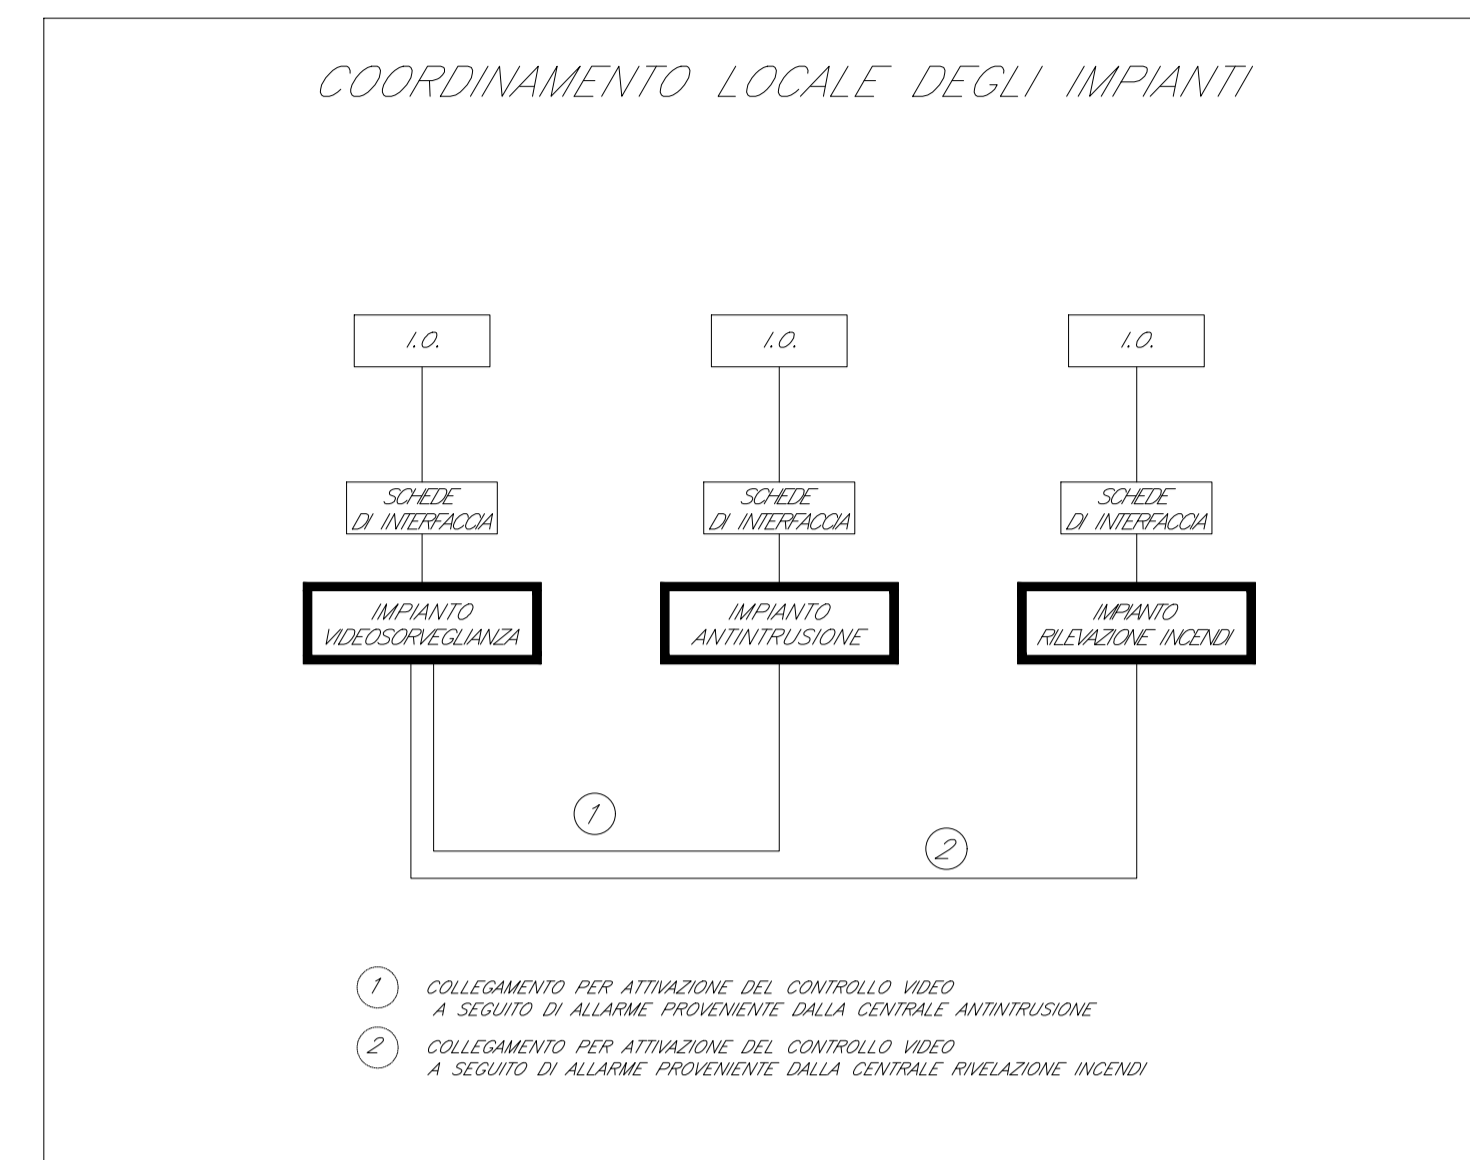 COORDINAMENTO LOCALE DEGLI IMPIANTI
I.O.
I.O.
I.O.
SCHEDE
DI INTERFACCIA
SCHEDE
DI INTERFACCIA
SCHEDE
DI INTERFACCIA
IMPIANTO
VIDEOSORVEGLIANZA
IMPIANTO
ANTINTRUSIONE
IMPIANTO
RILEVAZIONE INCENDI
1
2
1 COLLEGAMENTO PER ATTIVAZIONE DEL CONTROLLO VIDEO
A SEGUITO DI ALLARME PROVENIENTE DALLA CENTRALE ANTINTRUSIONE
2 COLLEGAMENTO PER ATTIVAZIONE DEL CONTROLLO VIDEO
A SEGUITO DI ALLARME PROVENIENTE DALLA CENTRALE RIVELAZIONE INCENDI